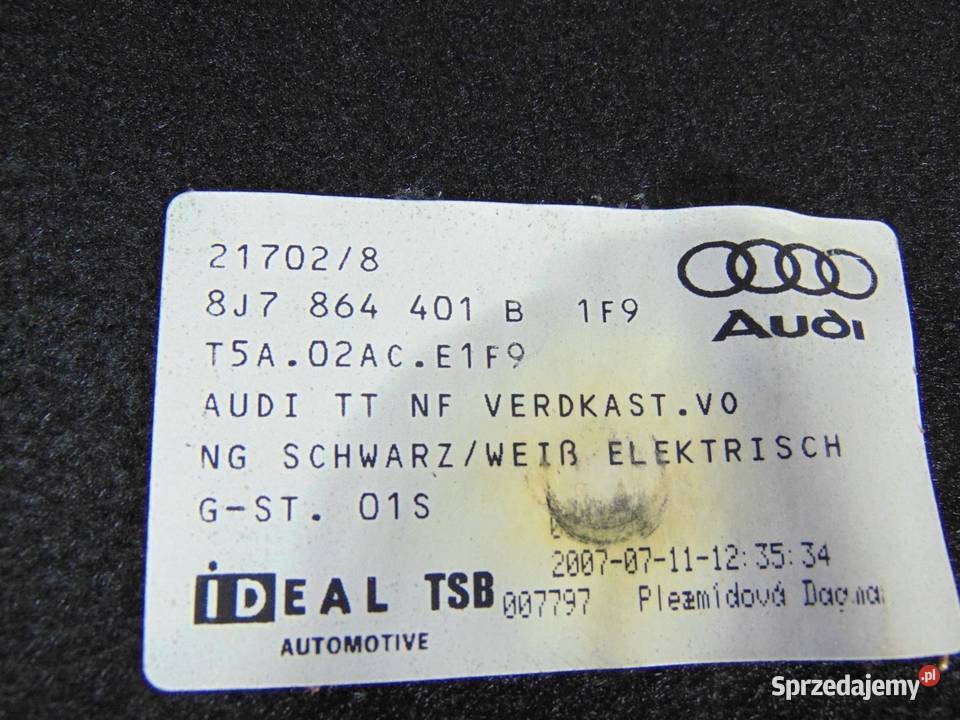 21702/8
8J7 864 401 B 1F9
Audi
T5A.02AC.E1F9
AUDI TT NF VERDKAST.VO
NG SCHWARZ/WEIß ELEKTRISCH
G-ST. 01S
2007-07-11-12:35:34
iDEAL TSB 007797
AUTOMOTIVE
Sprzedajemy.pl